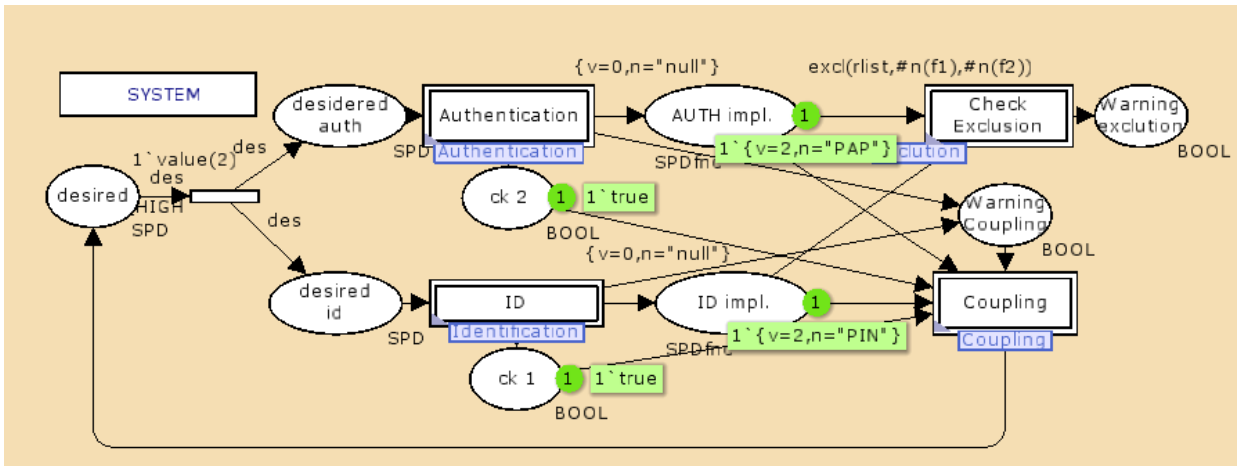 {v=0,n="null"}
excl(rlist,#n(f1),#n(f2))
SYSTEM
desidered
auth
Authentication
AUTH impl.
1
Check
Exclusion
Warning
exclution
1`value(2)
des
des
SPD
Authentication
1`{v=2,n="PAP"}
clution
SPDfnc
BOOL
desired
HIGH
SPD
ck 2
1
1`true
Warning
Coupling
des
BOOL
{v=0,n="null"}
BOOL
desired
id
ID
ID impl.
1
Coupling
SPD
Identification
1`{v=2,n="PIN"}
Coupling
SPDfnc
ck 1
1
1`true
BOOL